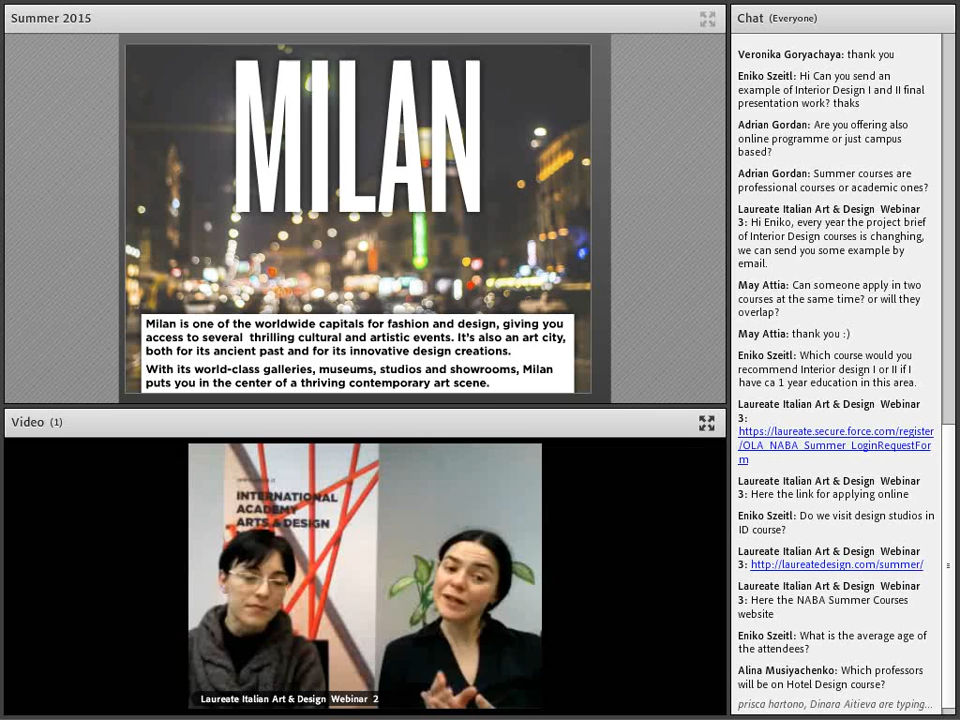 Summer 2015
MILAN
Milan is one of the worldwide capitals for fashion and design, giving you
access to several thrilling cultural and artistic events. It's also an art city,
both for its ancient past and for its innovative design creations.
With its world-class galleries, museums, studios and showrooms, Milan
puts you in the center of a thriving contemporary art scene.
Video (1)
INTERNATIONAL
ACADEMY
ARTS & DESIGN
Laureate Italian Art & Design Webinar 2
Chat (Everyone)
Veronika Goryachaya: thank you
Eniko Szeitl: Hi Can you send an
example of Interior Design I and II final
presentation work? thaks
Adrian Gordan: Are you offering also
online programme or just campus
based?
Adrian Gordan: Summer courses are
professional courses or academic ones?
Laureate Italian Art & Design Webinar
3: Hi Eniko, every year the project brief
of Interior Design courses is changhing,
we can send you some example by
email.
May Attia: Can someone apply in two
courses at the same time? or will they
overlap?
May Attia: thank you :)
Eniko Szeitl: Which course would you
recommend Interior design I or II if I
have ca 1 year education in this area.
Laureate Italian Art & Design Webinar
3:
https://laureate.secure.force.com/register
/OLA_NABA_Summer_LoginRequestFor
m
Laureate Italian Art & Design Webinar
3: Here the link for applying online
Eniko Szeitl: Do we visit design studios in
ID course?
Laureate Italian Art & Design Webinar
3: http://laureatedesign.com/summer/
Laureate Italian Art & Design Webinar
3: Here the NABA Summer Courses
website
Eniko Szeitl: What is the average age of
the attendees?
Alina Musiyachenko: Which professors
will be on Hotel Design course?
prisca hartono, Dinara Aitieva are typing...